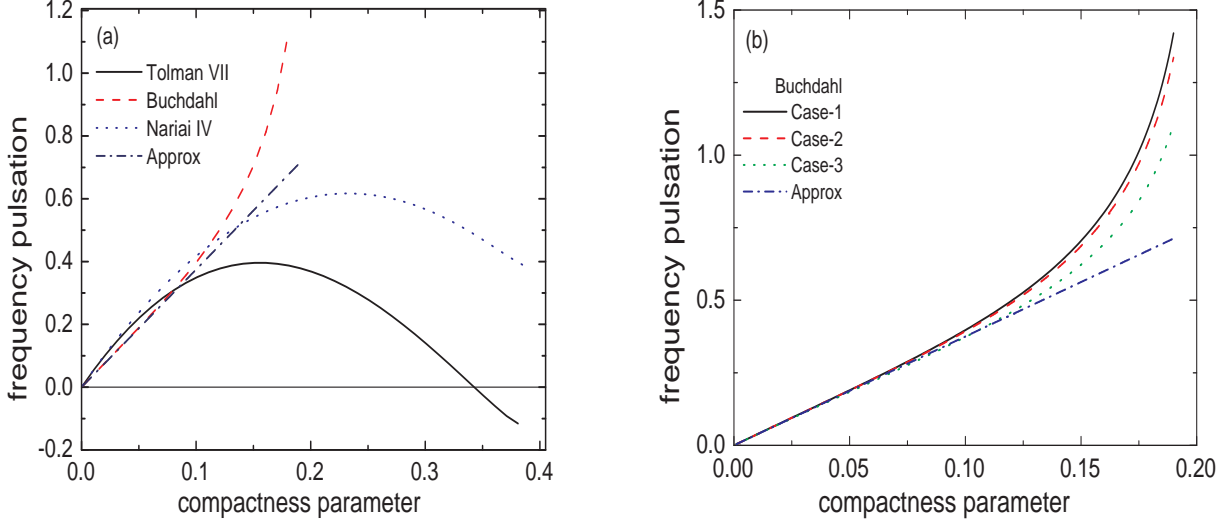 (a)
Tolman VII
Buchdahl
Nariai IV
Approx
frequency pulsation
1.2
1.0
0.8
0.6
0.4
0.2
0.0
-0.2
0.0
0.1
0.2
0.3
0.4
compactness parameter
(b)
Buchdahl
Case-1
Case-2
Case-3
Approx
frequency pulsation
1.5
1.0
0.5
0.0
0.00
0.05
0.10
0.15
0.20
compactness parameter